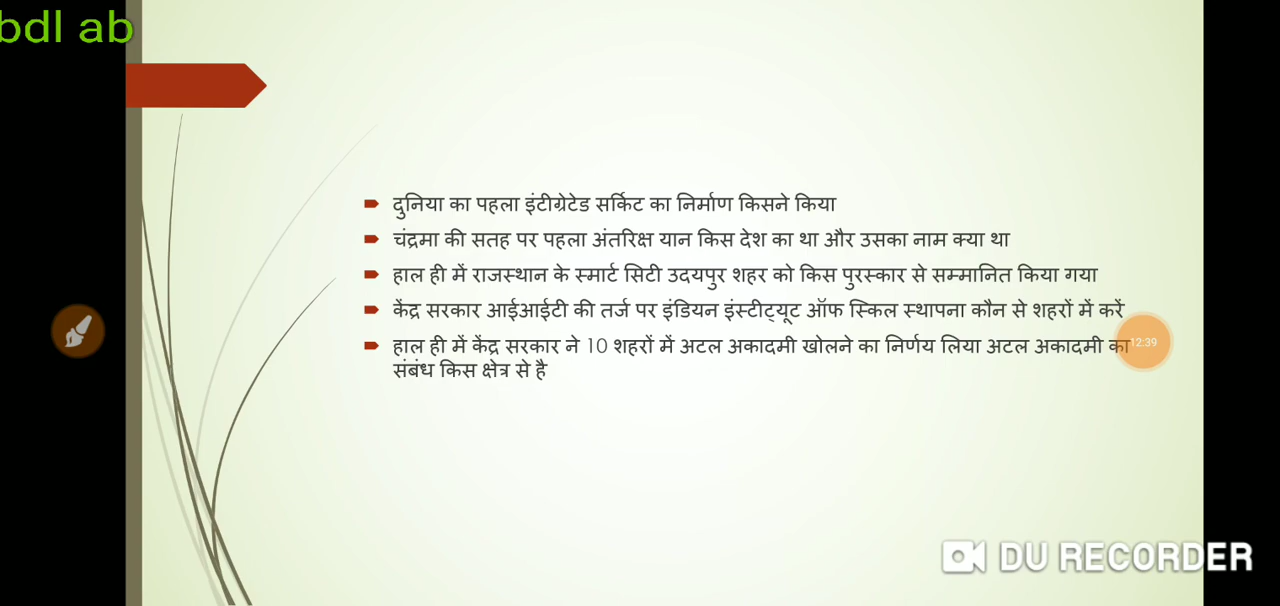 bdl ab
दुनिया का पहला इंटीग्रेटेड सर्किट का निर्माण किसने किया
चंद्रमा की सतह पर पहला अंतरिक्ष यान किस देश का था और उसका नाम क्या था
हाल ही में राजस्थान के स्मार्ट सिटी उदयपुर शहर को किस पुरस्कार से सम्मानित किया गया
केंद्र सरकार आईआईटी की तर्ज पर इंडियन इंस्टीट्यूट ऑफ स्किल स्थापना कौन से शहरों में करें
हाल ही में केंद्र सरकार ने 10 शहरों में अटल अकादमी खोलने का निर्णय लिया अटल अकादमी का
12:39
संबंध किस क्षेत्र से है
DU RECORDER